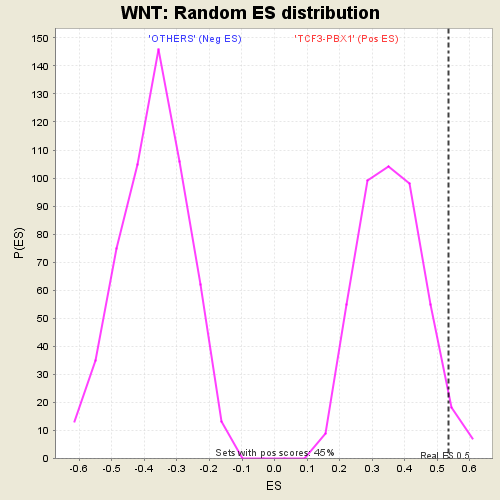 WNT: Random ES distribution
'OTHERS' (Neg ES) 'TCF3-PBX1' (Pos ES)
150
140
130
120
110
100
90
80
70
60
50
40
30
20
10
0
P(ES)
Sets with pos scores: 45%
Real ES 0.5
-0.6 -0.5 -0.4 -0.3 -0.2 -0.1 0.0 0.1 0.2 0.3 0.4 0.5 0.6
ES